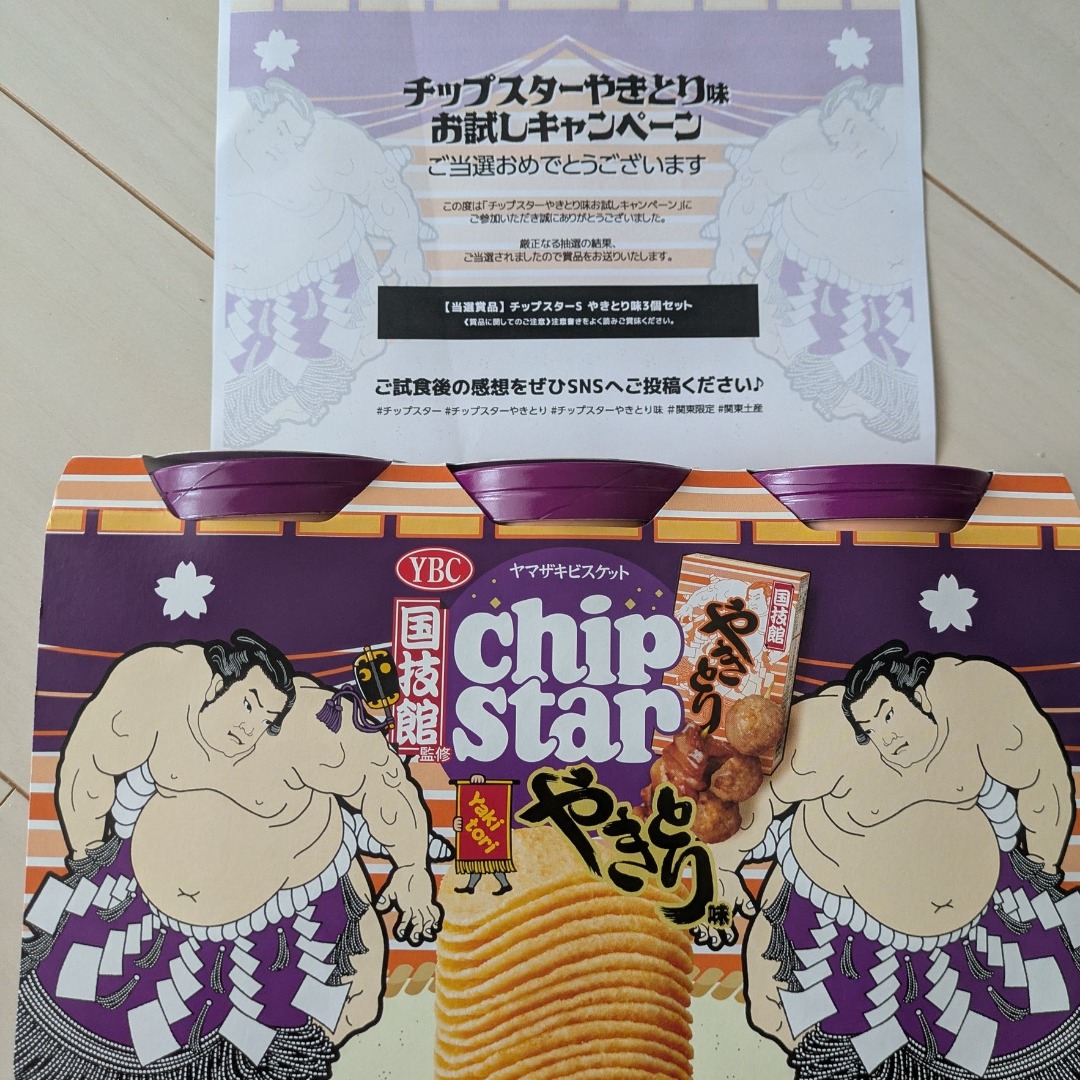 チップスターやきとり味
お試しキャンペーン
ご当選おめでとうございます
この度は「チップスターやきとり味お試しキャンペーン」に
ご参加いただき誠にありがとうございました。
厳正なる抽選の結果、
ご当選されましたので賞品をお送りいたします。
【当選賞品】チップスターS やきとり味3個セット
《賞品に関してのご注意》注意書きをよく読みご賞味ください。
ご試食後の感想をぜひSNSへご投稿ください♪
#チップスター #チップスターやきとり #チップスターやきとり味 #関東限定 #関東土産
YBC
ヤマザキビスケット
国技館
監修
chip
star
国技館
やきとり
Yaki
tori
やきとり
味